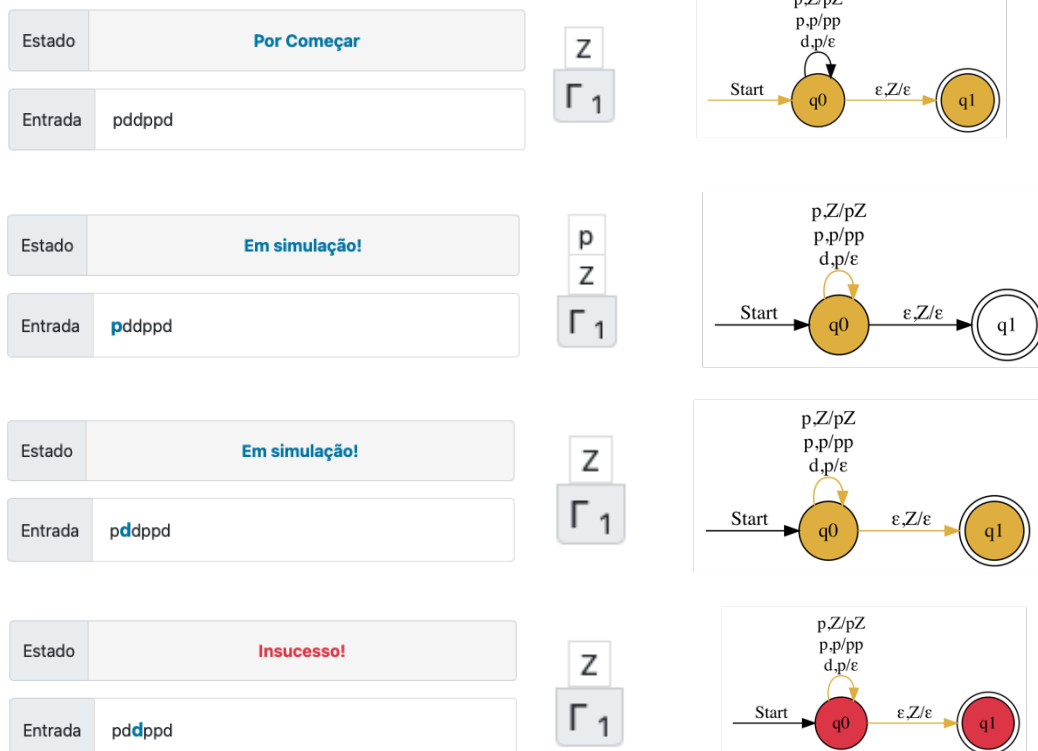 Estado Por Começar
Entrada pddppd
Z
Γ 1
p,Z/pZ
p,p/pp
d,p/ε
Start q0 ε,Z/ε q1
Estado Em simulação!
Entrada pddppd
p
Z
Γ 1
p,Z/pZ
p,p/pp
d,p/ε
Start q0 ε,Z/ε q1
Estado Em simulação!
Entrada pddppd
Z
Γ 1
p,Z/pZ
p,p/pp
d,p/ε
Start q0 ε,Z/ε q1
Estado Insucesso!
Entrada pddppd
Z
Γ 1
p,Z/pZ
p,p/pp
d,p/ε
Start q0 ε,Z/ε q1